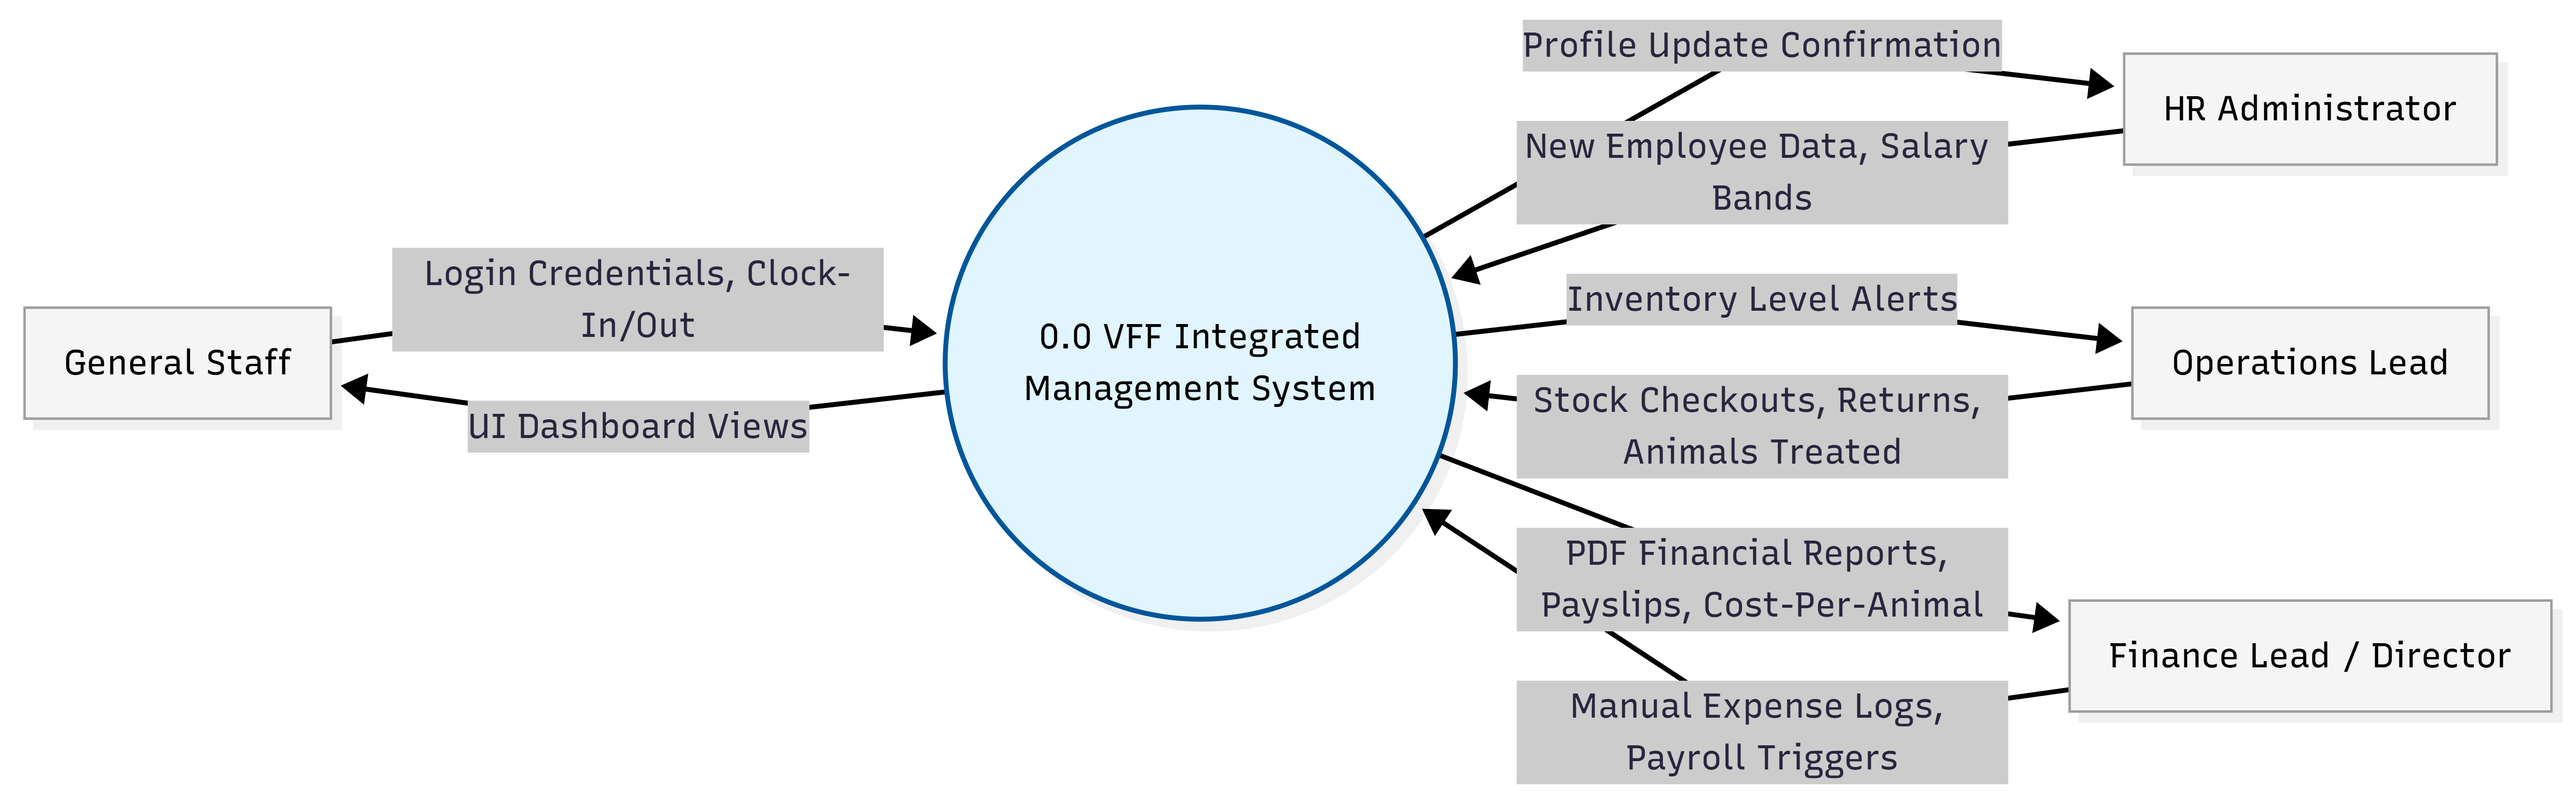 Profile Update Confirmation
HR Administrator
New Employee Data, Salary
Bands
Login Credentials, Clock-
In/Out
Inventory Level Alerts
General Staff
0.0 VFF Integrated
Management System
Operations Lead
UI Dashboard Views
Stock Checkouts, Returns,
Animals Treated
PDF Financial Reports,
Payslips, Cost-Per-Animal
Finance Lead / Director
Manual Expense Logs,
Payroll Triggers